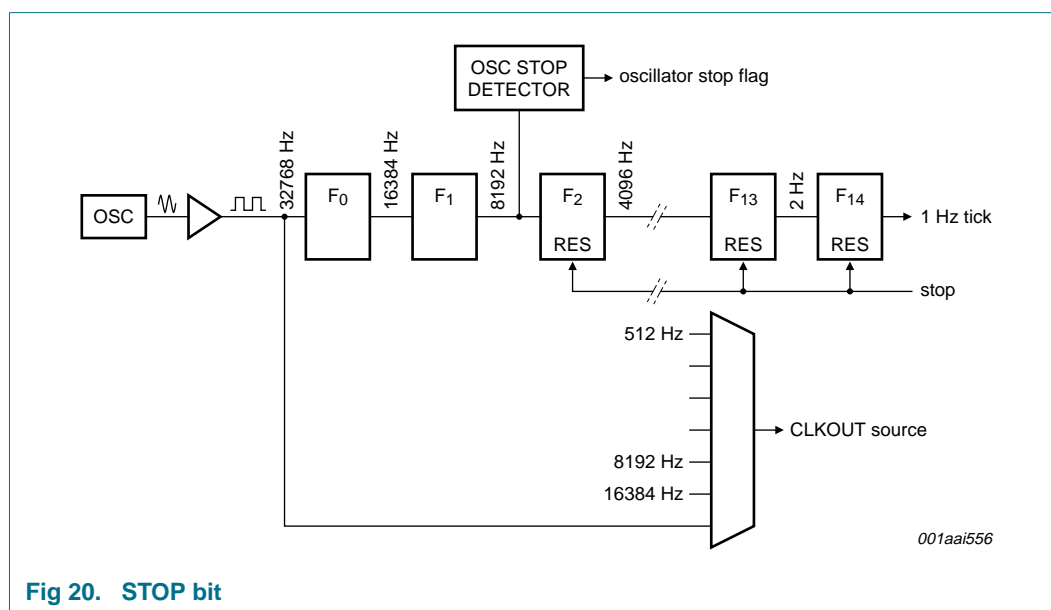 OSC STOP
DETECTOR
oscillator stop flag
32768 Hz
16384 Hz
8192 Hz
4096 Hz
2 Hz
OSC
F0
F1
F2
RES
F13
RES
F14
RES
1 Hz tick
stop
512 Hz
CLKOUT source
8192 Hz
16384 Hz
001aai556
Fig 20. STOP bit